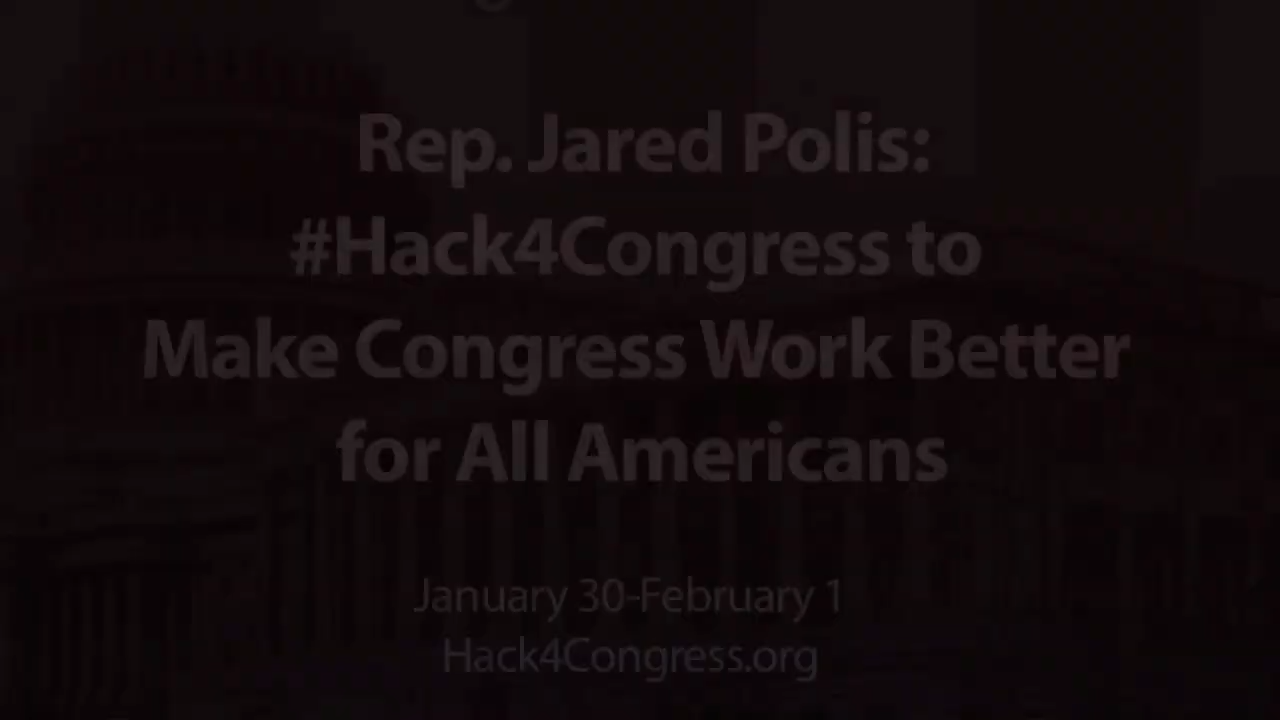 Rep. Jared Polis:
#Hack4Congress to
Make Congress Work Better
for All Americans
January 30-February 1
Hack4Congress.org